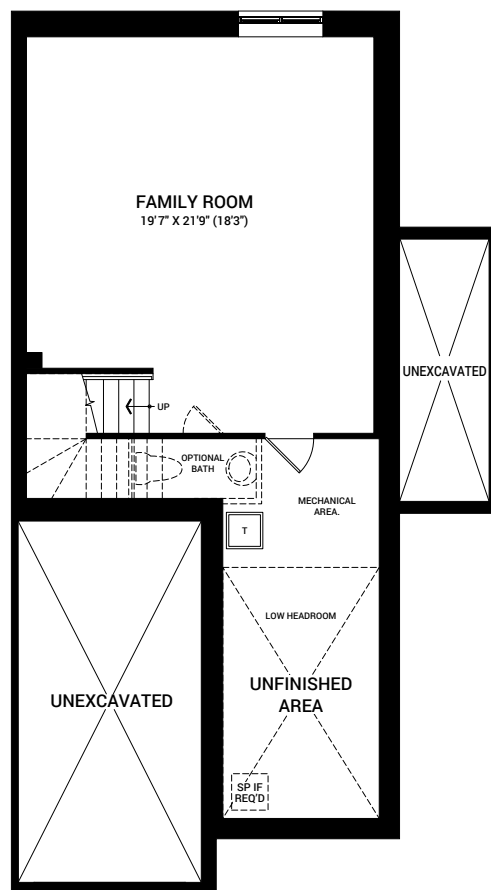 FAMILY ROOM
19'7" X 21'9" (18'3")
UNEXCAVATED
UP
OPTIONAL
BATH
MECHANICAL
AREA.
T
LOW HEADROOM
UNFINISHED
AREA
UNEXCAVATED
SP IF
REQ'D